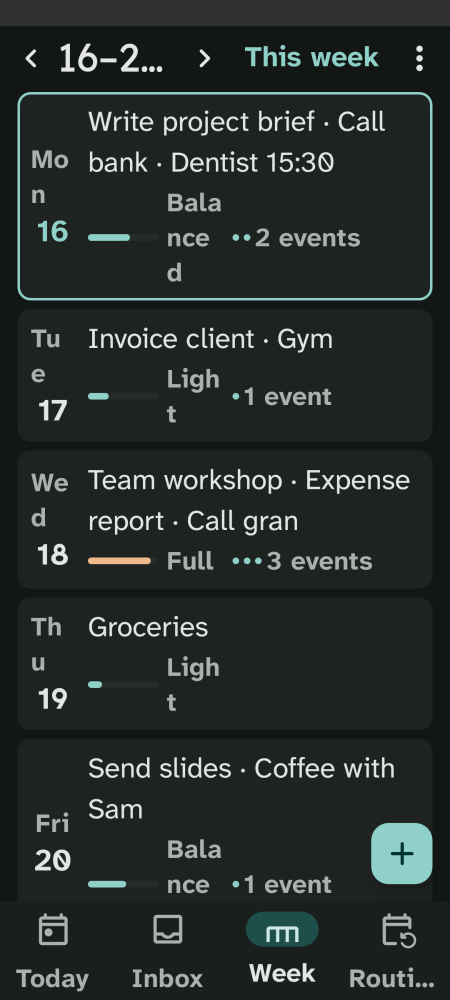 16–2… This week
Write project brief · Call
bank · Dentist 15:30
Mo
n
16
Bala
nce
d
••2 events
Invoice client · Gym
Tu
e
17
Ligh
t
•1 event
Team workshop · Expense
report · Call gran
We
d
18
Full
•••3 events
Groceries
Th
u
19
Ligh
t
Send slides · Coffee with
Sam
Fri
20
Bala
nce
•1 event
Today Inbox Week Routi…